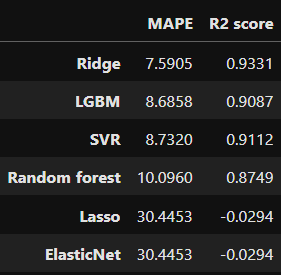 MAPE R2 score
Ridge 7.5905 0.9331
LGBM 8.6858 0.9087
SVR 8.7320 0.9112
Random forest 10.0960 0.8749
Lasso 30.4453 -0.0294
ElasticNet 30.4453 -0.0294